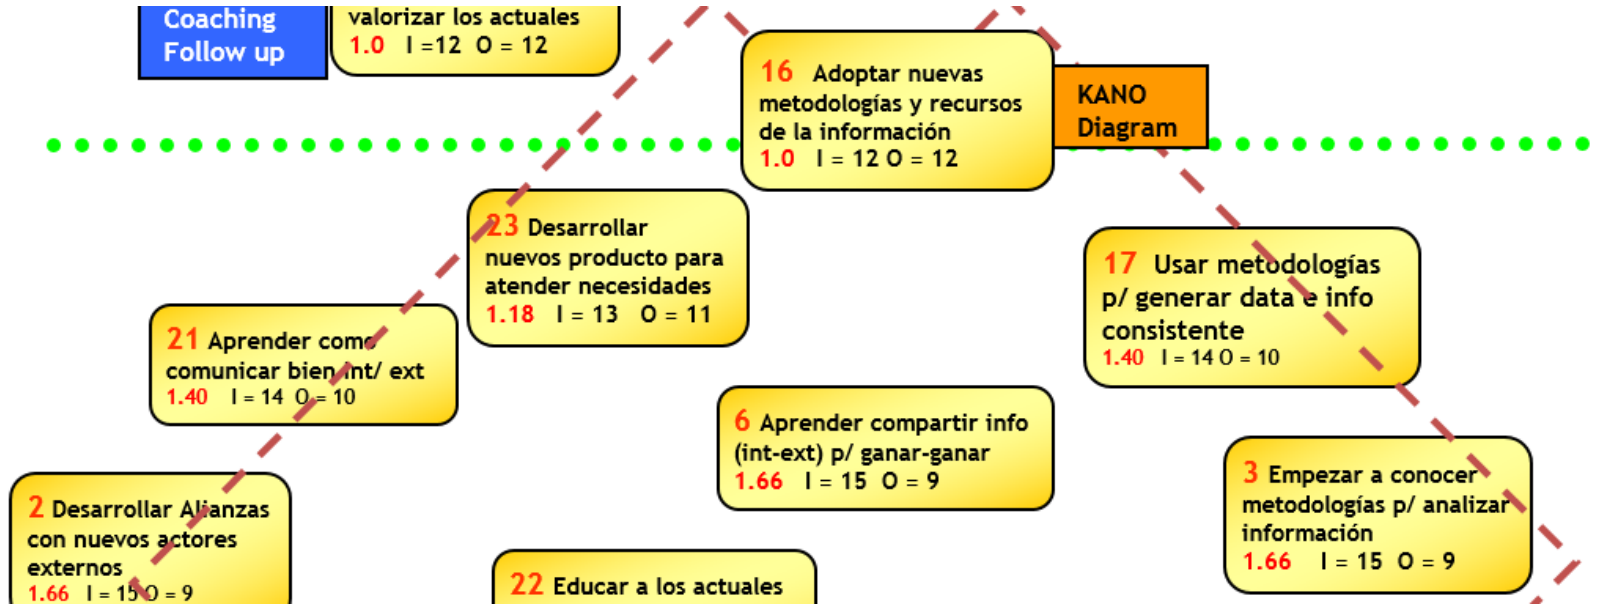 Coaching
Follow up
valorizar los actuales
1.0 I =12 O = 12
16 Adoptar nuevas
metodologías y recursos
de la información
1.0 I = 12 O = 12
KANO
Diagram
23 Desarrollar
nuevos producto para
atender necesidades
1.18 I = 13 O = 11
17 Usar metodologías
p/ generar data e info
consistente
1.40 I = 14 O = 10
21 Aprender como
comunicar bien int/ ext
1.40 I = 14 O = 10
6 Aprender compartir info
(int-ext) p/ ganar-ganar
1.66 I = 15 O = 9
3 Empezar a conocer
metodologías p/ analizar
información
1.66 I = 15 O = 9
2 Desarrollar Alianzas
con nuevos actores
externos
1.66 I = 15 O = 9
22 Educar a los actuales